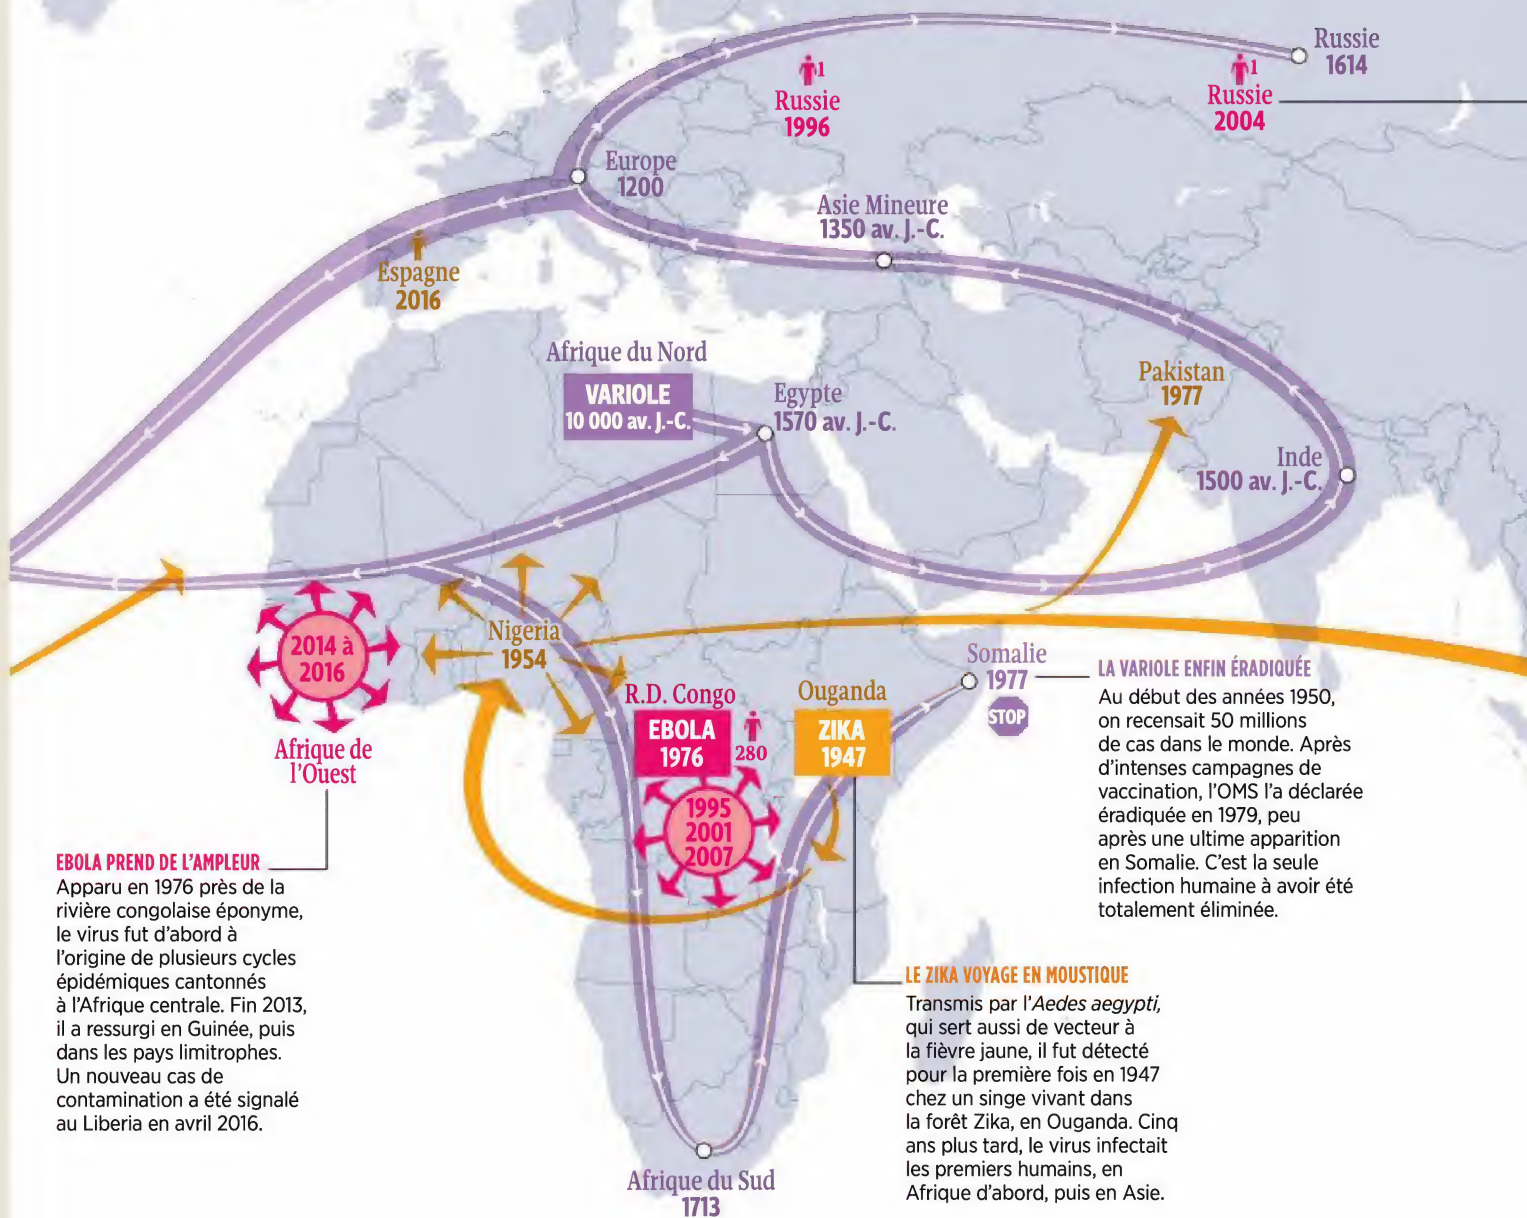 Russie
1614
1
Russie
1996
1
Russie
2004
Europe
1200
Asie Mineure
1350 av. J.-C.
Espagne
2016
Afrique du Nord
VARIOLE
10 000 av. J.-C.
Egypte
1570 av. J.-C.
Pakistan
1977
Inde
1500 av. J.-C.
2014 à
2016
Afrique de
l'Ouest
Nigeria
1954
R.D. Congo
EBOLA
1976
280
1995
2001
2007
Ouganda
ZIKA
1947
Somalie
1977
STOP
LA VARIOLE ENFIN ÉRADIQUÉE
Au début des années 1950,
on recensait 50 millions
de cas dans le monde. Après
d'intenses campagnes de
vaccination, l'OMS l'a déclarée
éradiquée en 1979, peu
après une ultime apparition
en Somalie. C'est la seule
infection humaine à avoir été
totalement éliminée.
EBOLA PREND DE L'AMPLEUR
Apparu en 1976 près de la
rivière congolaise éponyme,
le virus fut d'abord à
l'origine de plusieurs cycles
épidémiques cantonnés
à l'Afrique centrale. Fin 2013,
il a ressurgi en Guinée, puis
dans les pays limitrophes.
Un nouveau cas de
contamination a été signalé
au Liberia en avril 2016.
LE ZIKA VOYAGE EN MOUSTIQUE
Transmis par l'Aedes aegypti,
qui sert aussi de vecteur à
la fièvre jaune, il fut détecté
pour la première fois en 1947
chez un singe vivant dans
la forêt Zika, en Ouganda. Cinq
ans plus tard, le virus infectait
les premiers humains, en
Afrique d'abord, puis en Asie.
Afrique du Sud
1713